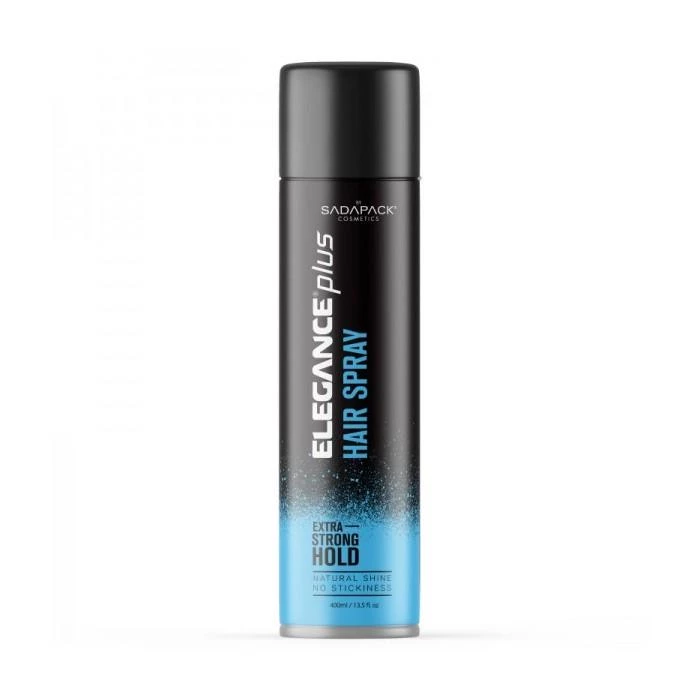 BY
SADAPACK®
COSMETICS
ELEGANCE® plus
HAIR SPRAY
EXTRA
STRONG
HOLD
NATURAL SHINE
NO STICKINESS
400ml / 13,5 fl oz